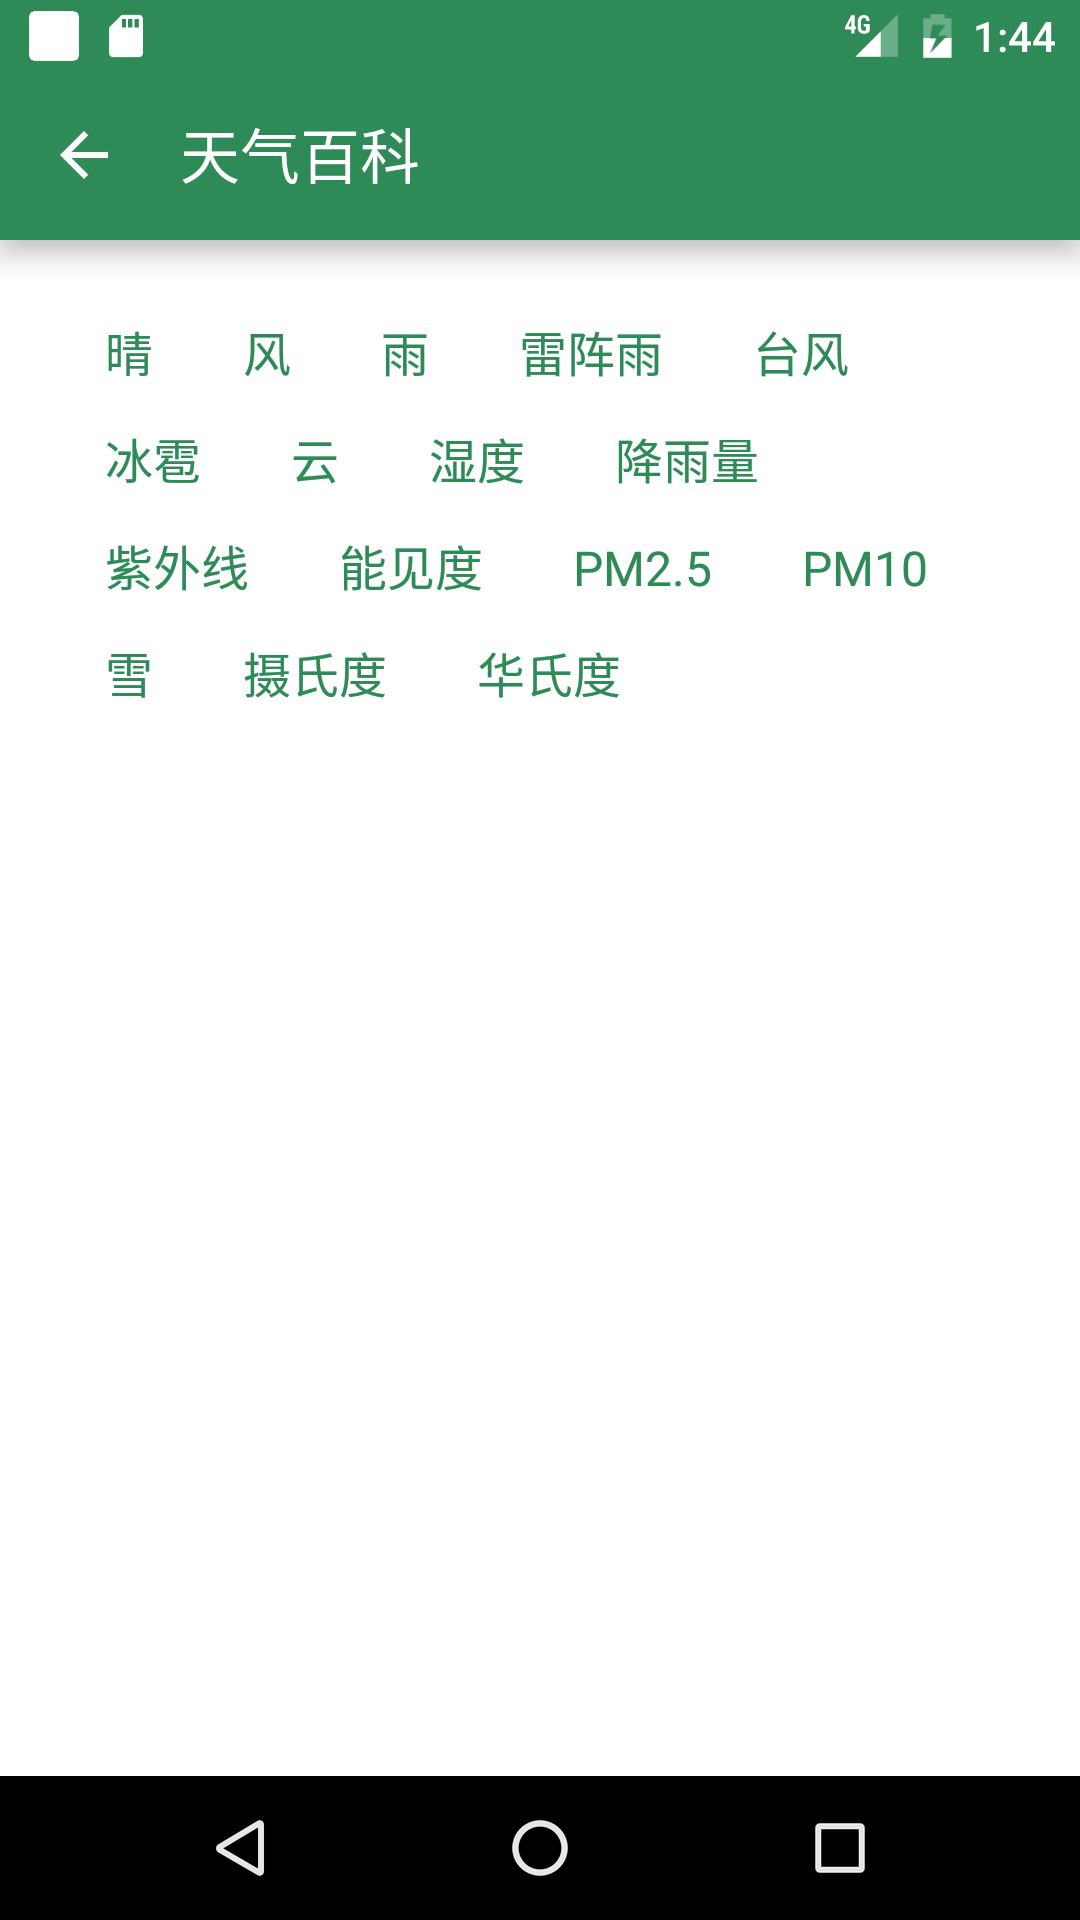 4G 1:44
天气百科
晴 风 雨 雷阵雨 台风
冰雹 云 湿度 降雨量
紫外线 能见度 PM2.5 PM10
雪 摄氏度 华氏度